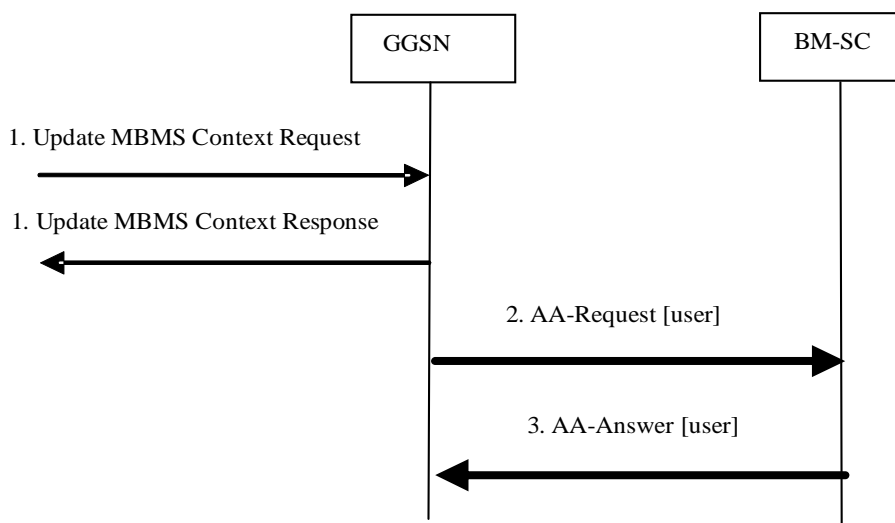 GGSN
BM-SC
1. Update MBMS Context Request
1. Update MBMS Context Response
2. AA-Request [user]
3. AA-Answer [user]